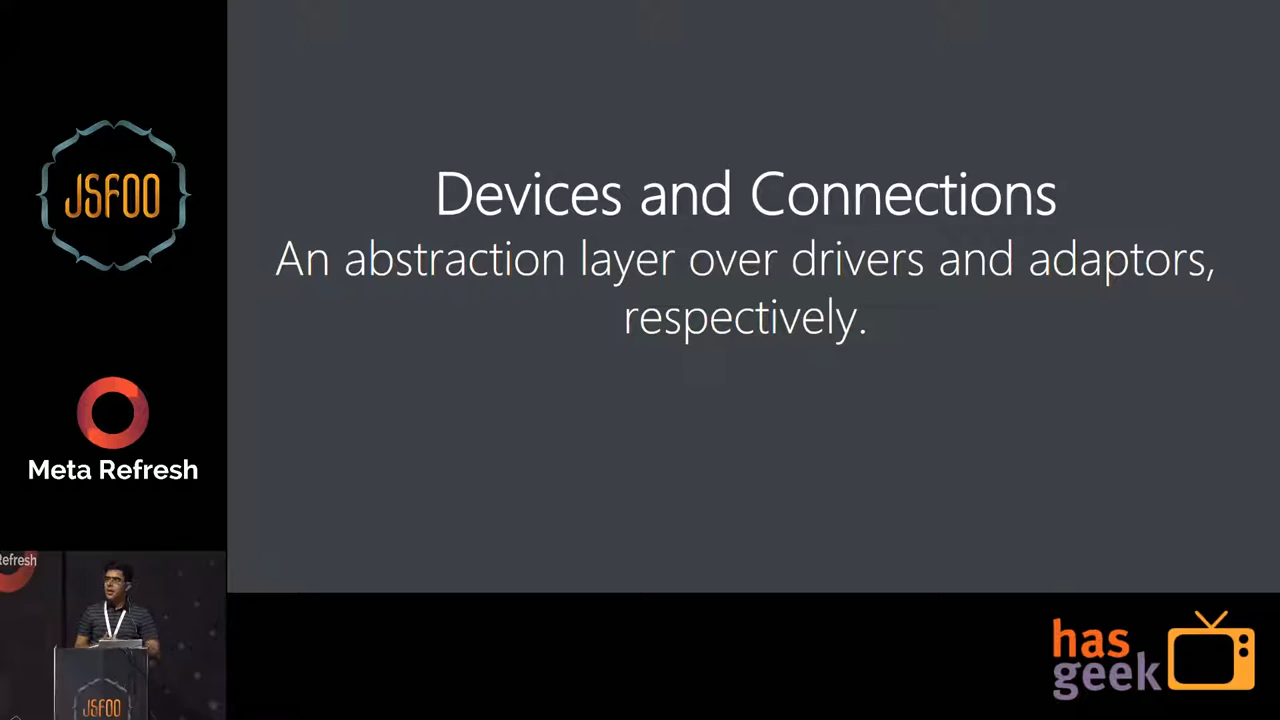 JSFOO
Meta Refresh
Devices and Connections
An abstraction layer over drivers and adaptors,
respectively.
Refresh
JSFOO
has
geek